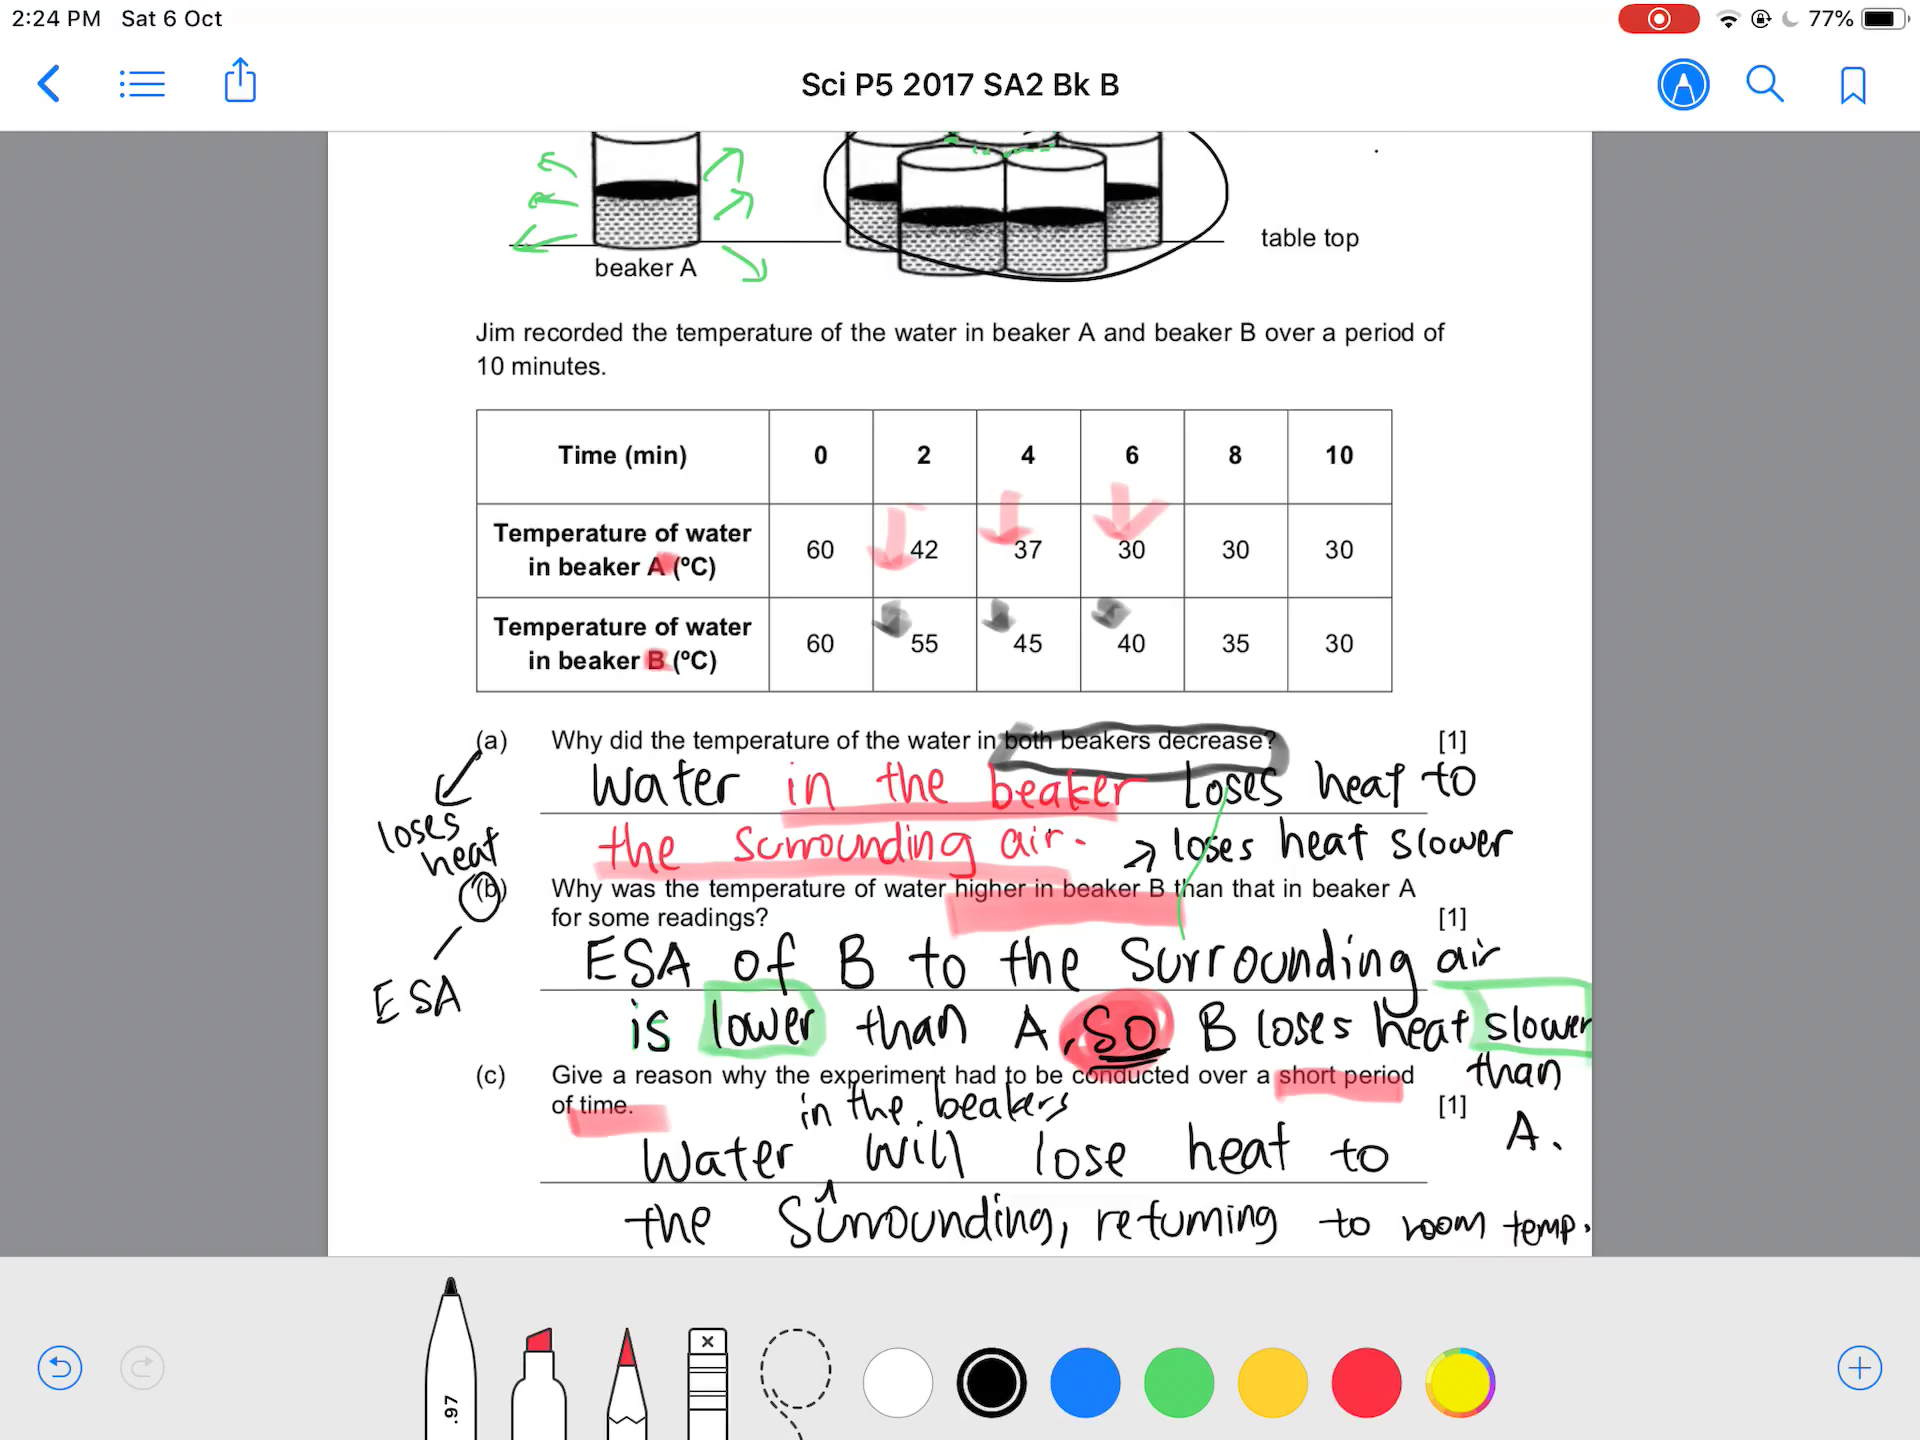 2:24 PM Sat 6 Oct
77%
Sci P5 2017 SA2 Bk B
table top
beaker A
Jim recorded the temperature of the water in beaker A and beaker B over a period of
10 minutes.
Time (min) 0 2 4 6 8 10
Temperature of water
in beaker A (°C) 60 42 37 30 30 30
Temperature of water
in beaker B (°C) 60 55 45 40 35 30
(a) Why did the temperature of the water in both beakers decrease? [1]
Water in the beaker loses heat to
the surrounding air.
loses heat
loses heat slower
(b) Why was the temperature of water higher in beaker B than that in beaker A
for some readings? [1]
ESA
ESA of B to the surrounding air
is lower than A, so B loses heat slower
than
A.
(c) Give a reason why the experiment had to be conducted over a short period
of time. [1]
in the beakers
Water will lose heat to
the surrounding, returning to room temp.
.97